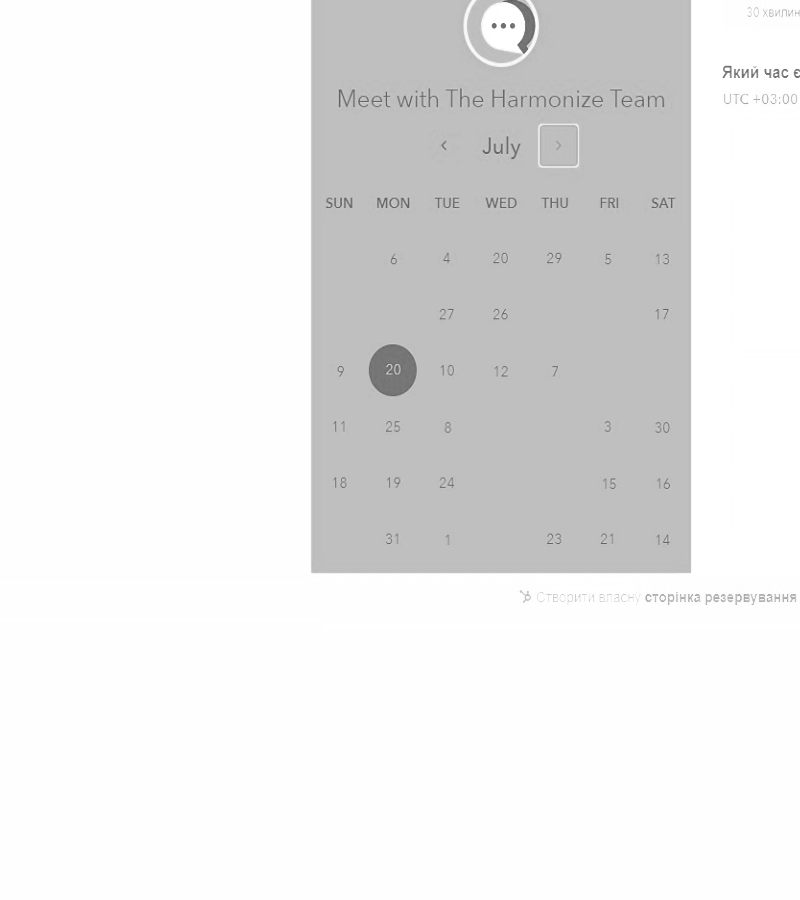 30 хвилин
Який час є
UTC +03:00
Meet with The Harmonize Team
July
SUN MON TUE WED THU FRI SAT
6 4 20 29 5 13
27 26 17
9 20 10 12 7
11 25 8 3 30
18 19 24 15 16
31 1 23 21 14
Створити власну сторінка резервування